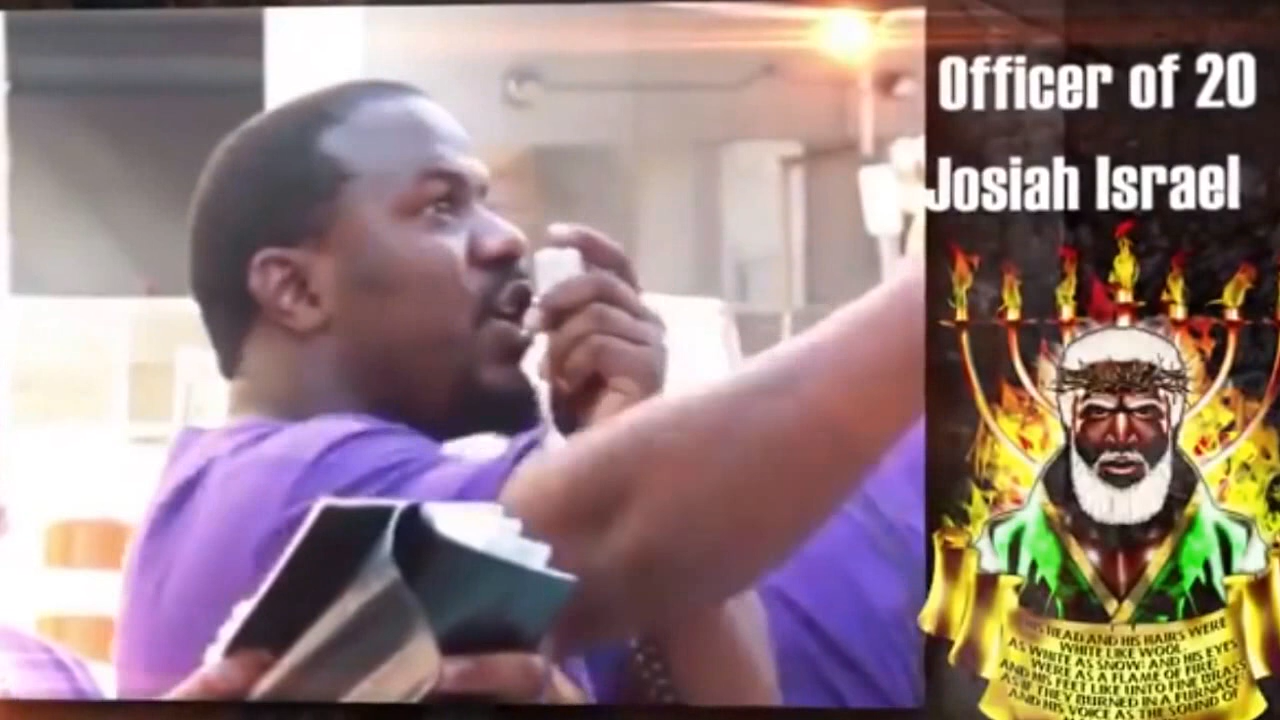 Officer of 20
Josiah Israel
HEAD AND HIS HAIRS WERE
WHITE LIKE WOOL,
AS WHITE AS SNOW; AND HIS EYES
WERE AS A FLAME OF FIRE;
AND HIS FEET LIKE UNTO FINE BRASS
AS IF THEY BURNED IN A FURNACE;
AND HIS VOICE AS THE SOUND OF